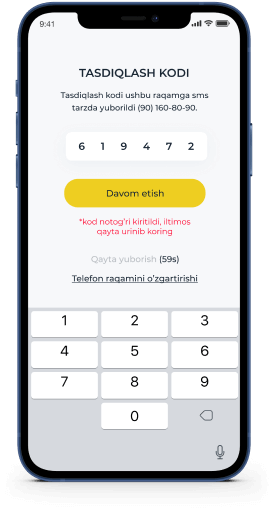 9:41
TASDIQLASH KODI
Tasdiqlash kodi ushbu raqamga sms
tarzda yuborildi (90) 160-80-90.
6 1 9 4 7 2
Davom etish
*kod notog'ri kiritildi, iltimos
qayta urinib koring
Qayta yuborish (59s)
Telefon raqamini o'zgartirishi
1 2 3
4 5 6
7 8 9
0